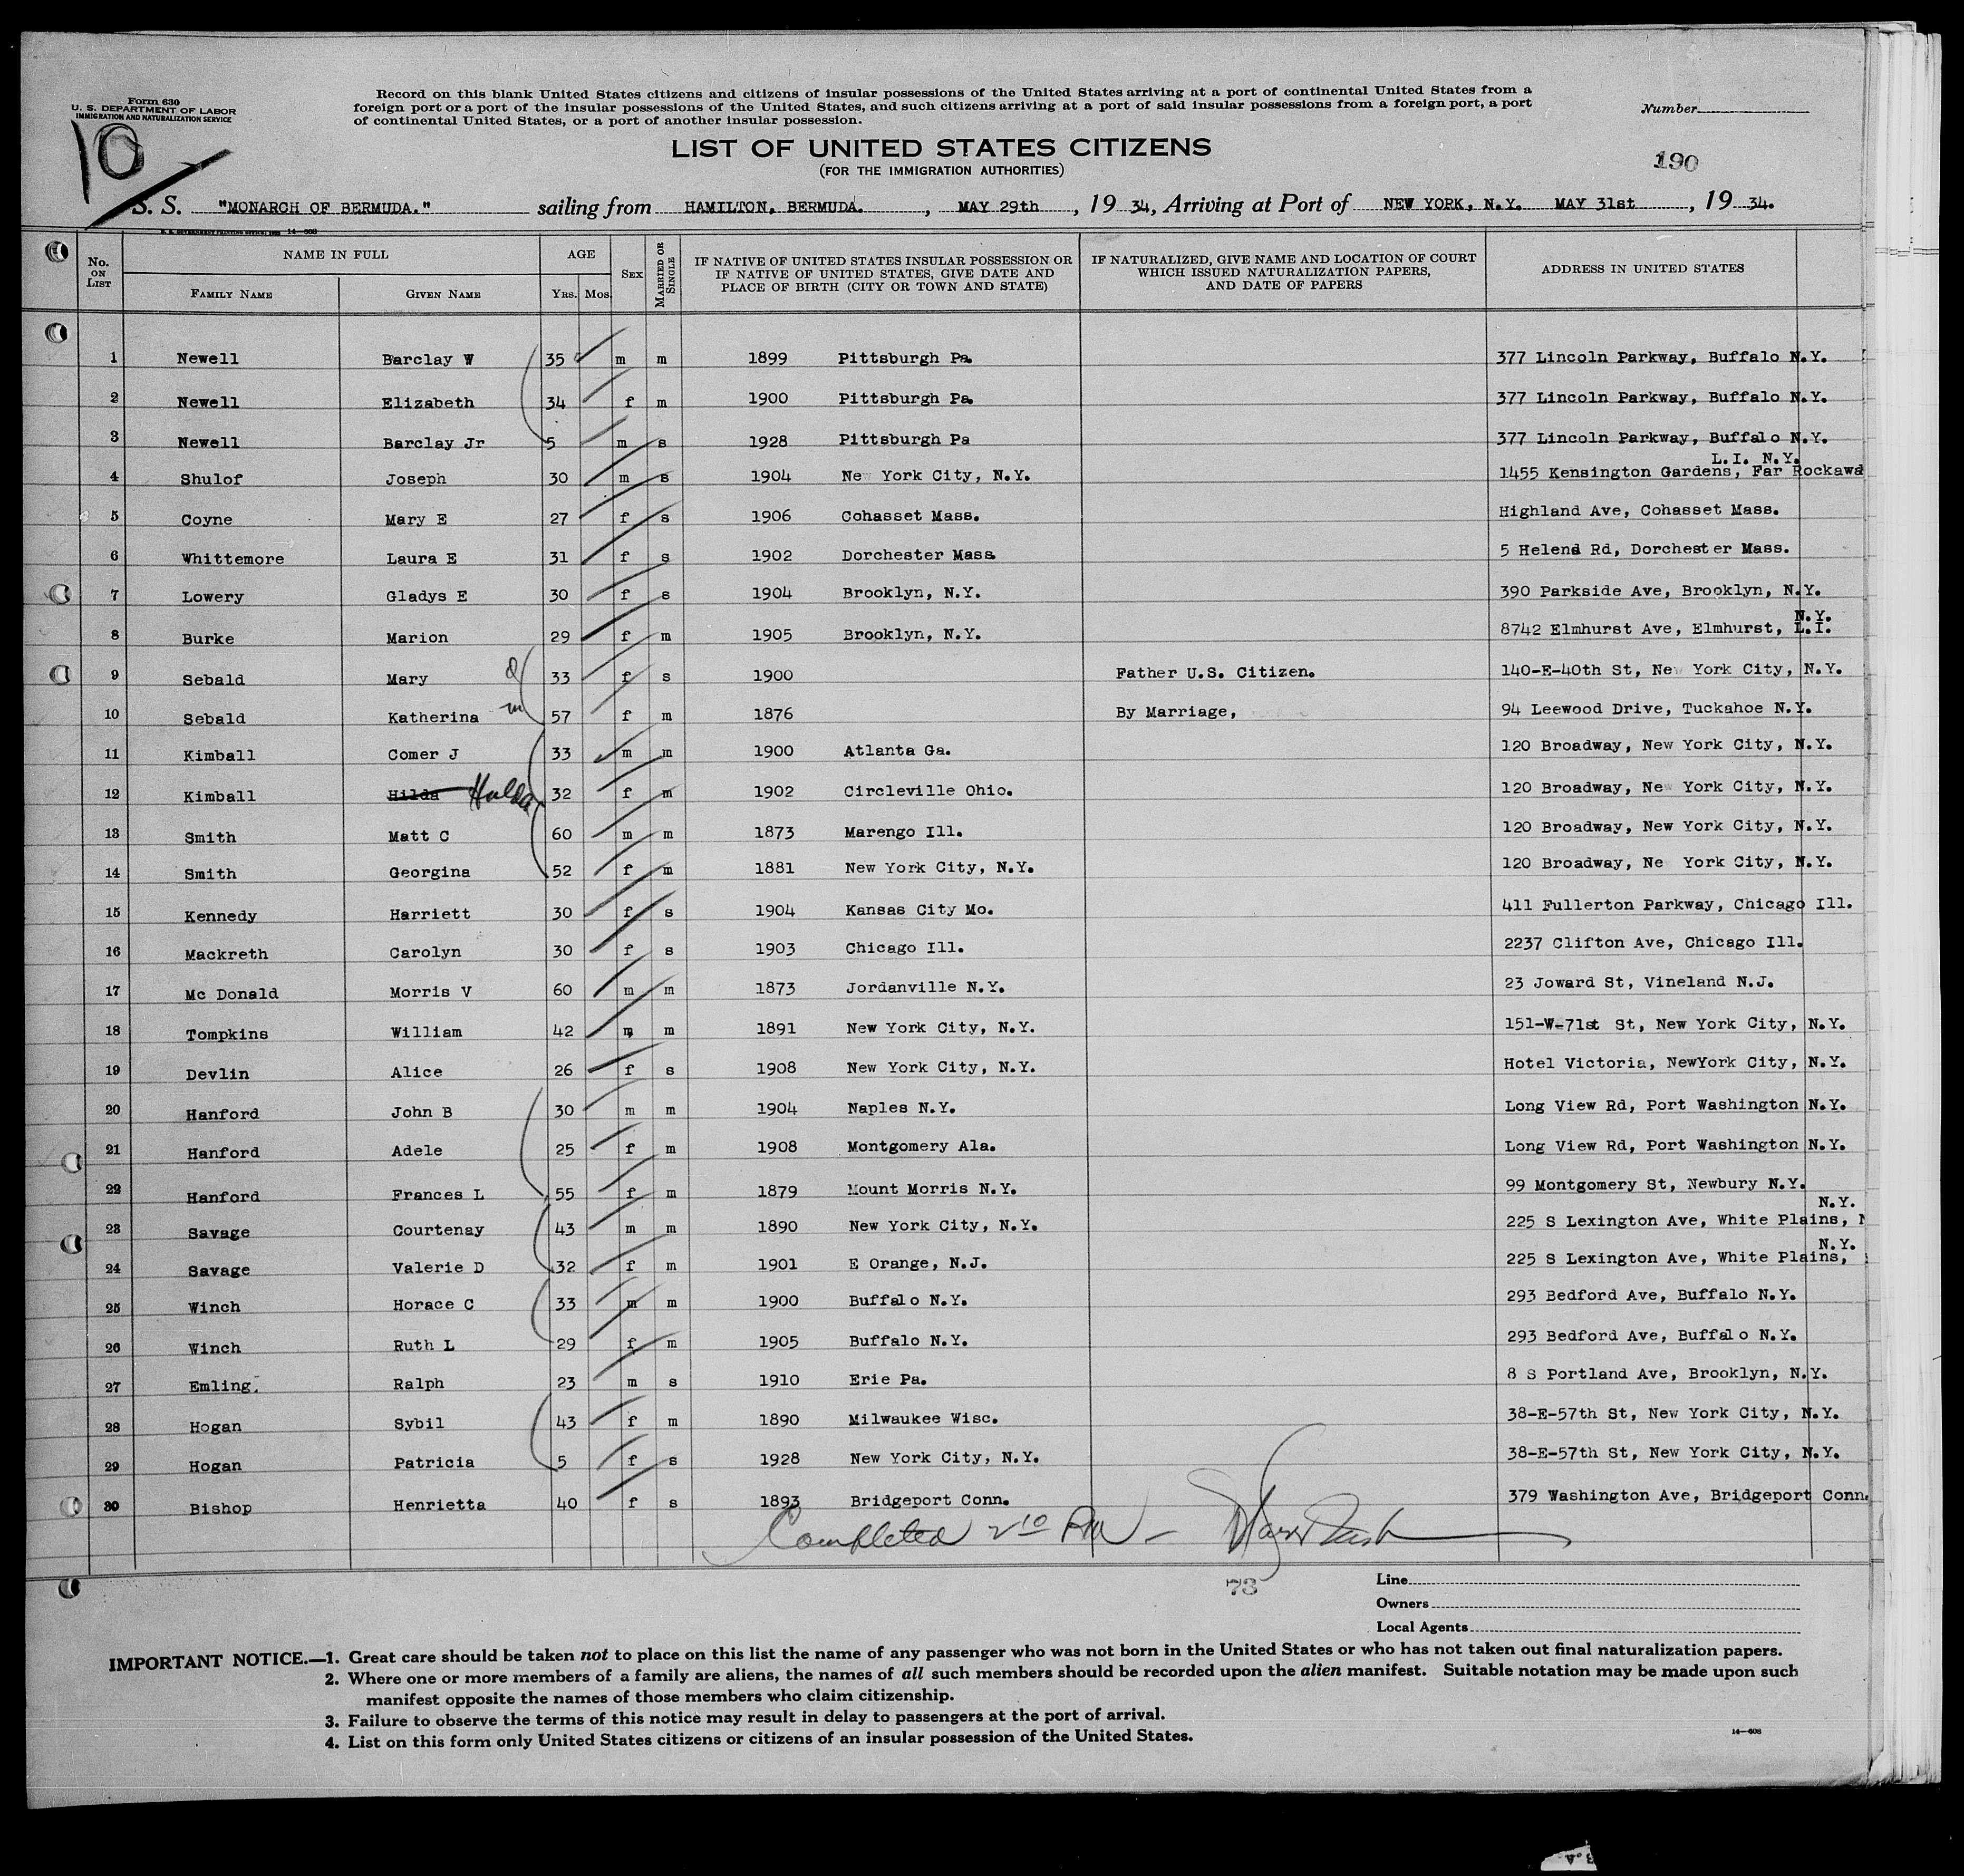 Form 630
U. S. DEPARTMENT OF LABOR
IMMIGRATION AND NATURALIZATION SERVICE
10
Record on this blank United States citizens and citizens of insular possessions of the United States arriving at a port of continental United States from a
foreign port or a port of the insular possessions of the United States, and such citizens arriving at a port of said insular possessions from a foreign port, a port
of continental United States, or a port of another insular possession.
Number
LIST OF UNITED STATES CITIZENS
(FOR THE IMMIGRATION AUTHORITIES)
190
S. S. "MONARCH OF BERMUDA." sailing from HAMILTON, BERMUDA. , MAY 29th , 19 34, Arriving at Port of NEW YORK, N.Y. MAY 31st , 19 34.
No. ON LIST NAME IN FULL FAMILY NAME GIVEN NAME AGE YRS. MOS. SEX MARRIED OR SINGLE IF NATIVE OF UNITED STATES INSULAR POSSESSION OR IF NATIVE OF UNITED STATES, GIVE DATE AND PLACE OF BIRTH (CITY OR TOWN AND STATE) IF NATURALIZED, GIVE NAME AND LOCATION OF COURT WHICH ISSUED NATURALIZATION PAPERS, AND DATE OF PAPERS ADDRESS IN UNITED STATES
1 Newell Barclay W 35 m m 1899 Pittsburgh Pa. 377 Lincoln Parkway, Buffalo N.Y.
2 Newell Elizabeth 34 f m 1900 Pittsburgh Pa. 377 Lincoln Parkway, Buffalo N.Y.
3 Newell Barclay Jr 5 m s 1928 Pittsburgh Pa 377 Lincoln Parkway, Buffalo N.Y.
L.I. N.Y.
4 Shulof Joseph 30 m s 1904 Ne York City, N.Y. 1455 Kensington Gardens, Far Rockawa
5 Coyne Mary E 27 f s 1906 Cohasset Mass. Highland Ave, Cohasset Mass.
6 Whittemore Laura E 31 f s 1902 Dorchester Mass 5 Helena Rd, Dorchester Mass.
7 Lowery Gladys E 30 f s 1904 Brooklyn, N.Y. 390 Parkside Ave, Brooklyn, N.Y.
N.Y.
8 Burke Marion 29 f m 1905 Brooklyn, N.Y. 8742 Elmhurst Ave, Elmhurst, L.I.
9 Sebald Mary 33 f s 1900 Father U.S. Citizen. 140-E-40th St, New York City, N.Y.
10 Sebald Katherina m 57 f m 1876 By Marriage, 94 Leewood Drive, Tuckahoe N.Y.
11 Kimball Comer J 33 m m 1900 Atlanta Ga. 120 Broadway, New York City, N.Y.
12 Kimball Hilda Hulda 32 f m 1902 Circleville Ohio. 120 Broadway, New York City, N.Y.
13 Smith Matt C 60 m m 1873 Marengo Ill. 120 Broadway, New York City, N.Y.
14 Smith Georgina 52 f m 1881 New York City, N.Y. 120 Broadway, Ne York City, N.Y.
15 Kennedy Harriett 30 f s 1904 Kansas City Mo. 411 Fullerton Parkway, Chicago Ill.
16 Mackreth Carolyn 30 f s 1903 Chicago Ill. 2237 Clifton Ave, Chicago Ill.
17 Mc Donald Morris V 60 m m 1873 Jordanville N.Y. 23 Joward St, Vineland N.J.
18 Tompkins William 42 m m 1891 New York City, N.Y. 151-W-71st St, New York City, N.Y.
19 Devlin Alice 26 f s 1908 New York City, N.Y. Hotel Victoria, NewYork City, N.Y.
20 Hanford John B 30 m m 1904 Naples N.Y. Long View Rd, Port Washington N.Y.
21 Hanford Adele 25 f m 1908 Montgomery Ala. Long View Rd, Port Washington N.Y.
22 Hanford Frances L 55 f m 1879 Mount Morris N.Y. 99 Montgomery St, Newbury N.Y.
N.Y.
23 Savage Courtenay 43 m m 1890 New York City, N.Y. 225 S Lexington Ave, White Plains, N
N.Y.
24 Savage Valerie D 32 f m 1901 E Orange, N.J. 225 S Lexington Ave, White Plains,
25 Winch Horace C 33 m m 1900 Buffalo N.Y. 293 Bedford Ave, Buffalo N.Y.
26 Winch Ruth L 29 f m 1905 Buffalo N.Y. 293 Bedford Ave, Buffalo N.Y.
27 Emling Ralph 23 m s 1910 Erie Pa. 8 S Portland Ave, Brooklyn, N.Y.
28 Hogan Sybil 43 f m 1890 Milwaukee Wisc. 38-E-57th St, New York City, N.Y.
29 Hogan Patricia 5 f s 1928 New York City, N.Y. 38-E-57th St, New York City, N.Y.
30 Bishop Henrietta 40 f s 1893 Bridgeport Conn. 379 Washington Ave, Bridgeport Conn.
Completed 2 10 PM -
73
Line
Owners
Local Agents
IMPORTANT NOTICE.—1. Great care should be taken not to place on this list the name of any passenger who was not born in the United States or who has not taken out final naturalization papers.
2. Where one or more members of a family are aliens, the names of all such members should be recorded upon the alien manifest. Suitable notation may be made upon such
manifest opposite the names of those members who claim citizenship.
3. Failure to observe the terms of this notice may result in delay to passengers at the port of arrival.
4. List on this form only United States citizens or citizens of an insular possession of the United States.
14—608